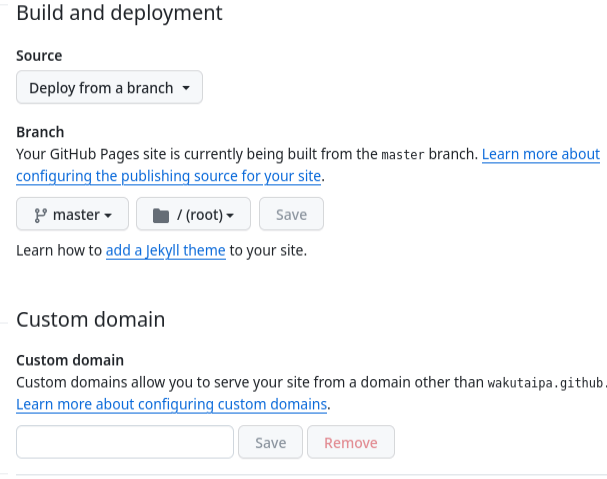 Build and deployment
Source
Deploy from a branch
Branch
Your GitHub Pages site is currently being built from the master branch. Learn more about
configuring the publishing source for your site.
master / (root) Save
Learn how to add a Jekyll theme to your site.
Custom domain
Custom domain
Custom domains allow you to serve your site from a domain other than wakutaipa.github.
Learn more about configuring custom domains.
Save Remove